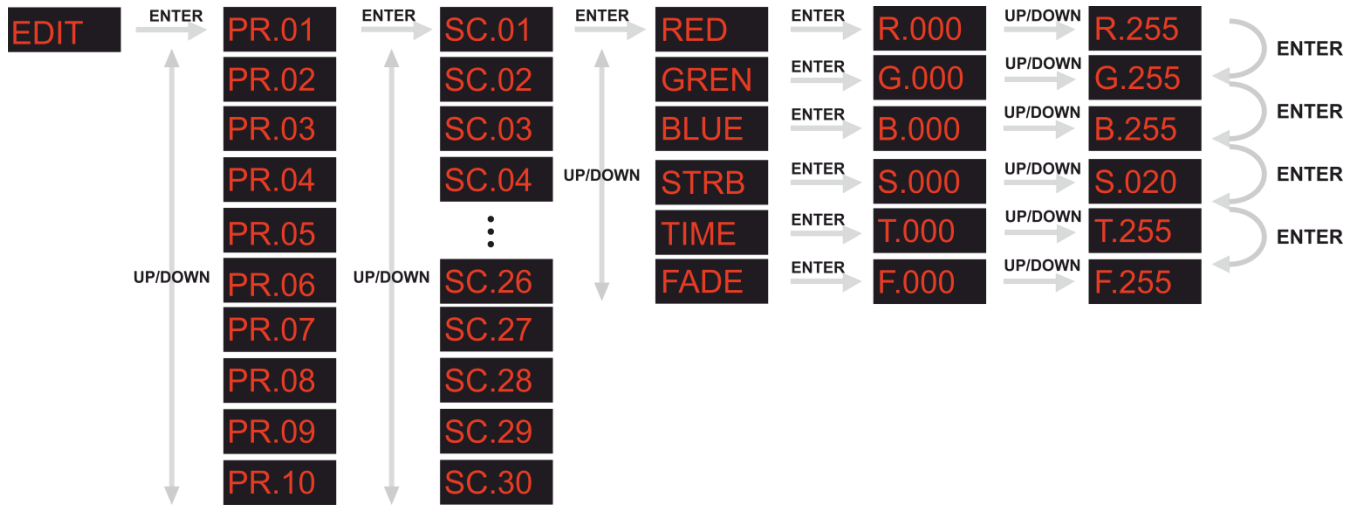 EDIT ENTER PR.01 ENTER SC.01 ENTER RED ENTER R.000 UP/DOWN R.255
ENTER
PR.02 SC.02 GREN ENTER G.000 UP/DOWN G.255
ENTER
PR.03 SC.03 BLUE ENTER B.000 UP/DOWN B.255
PR.04 SC.04 UP/DOWN STRB ENTER S.000 UP/DOWN S.020 ENTER
PR.05 TIME ENTER T.000 UP/DOWN T.255 ENTER
UP/DOWN PR.06 UP/DOWN SC.26 FADE ENTER F.000 UP/DOWN F.255
PR.07 SC.27
PR.08 SC.28
PR.09 SC.29
PR.10 SC.30